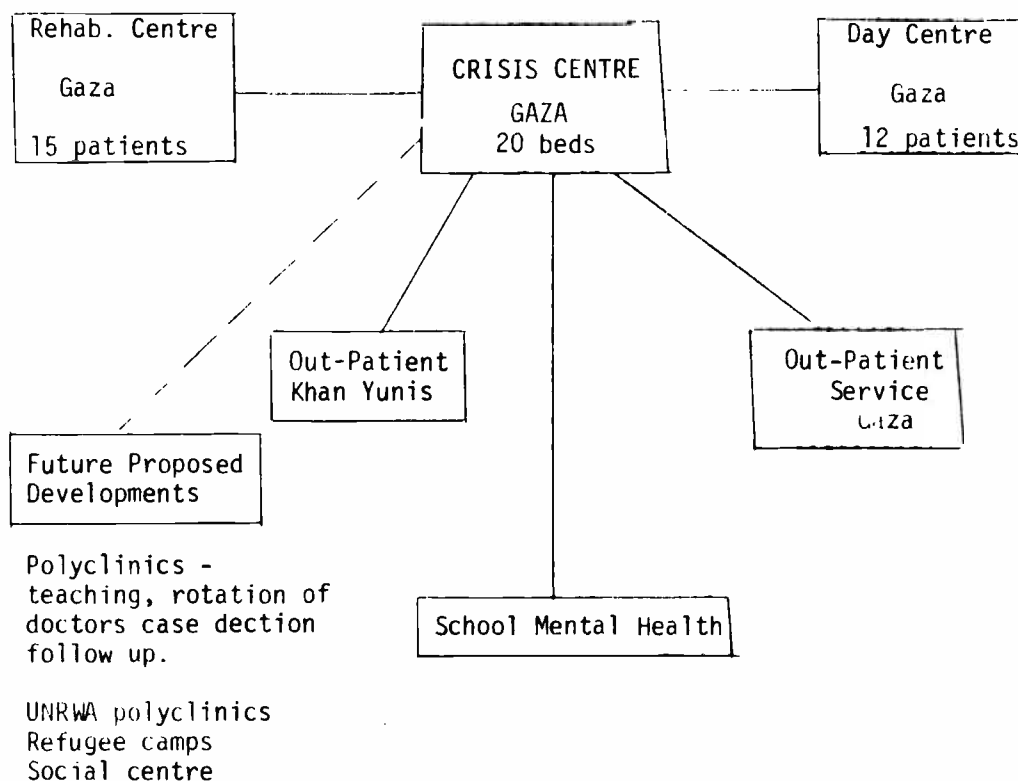 Rehab. Centre
Gaza
15 patients
CRISIS CENTRE
GAZA
20 beds
Day Centre
Gaza
12 patients
Out-Patient
Khan Yunis
Out-Patient
Service
Gaza
Future Proposed
Developments
Polyclinics -
teaching, rotation of
doctors case dection
follow up.
UNRWA polyclinics
Refugee camps
Social centre
School Mental Health